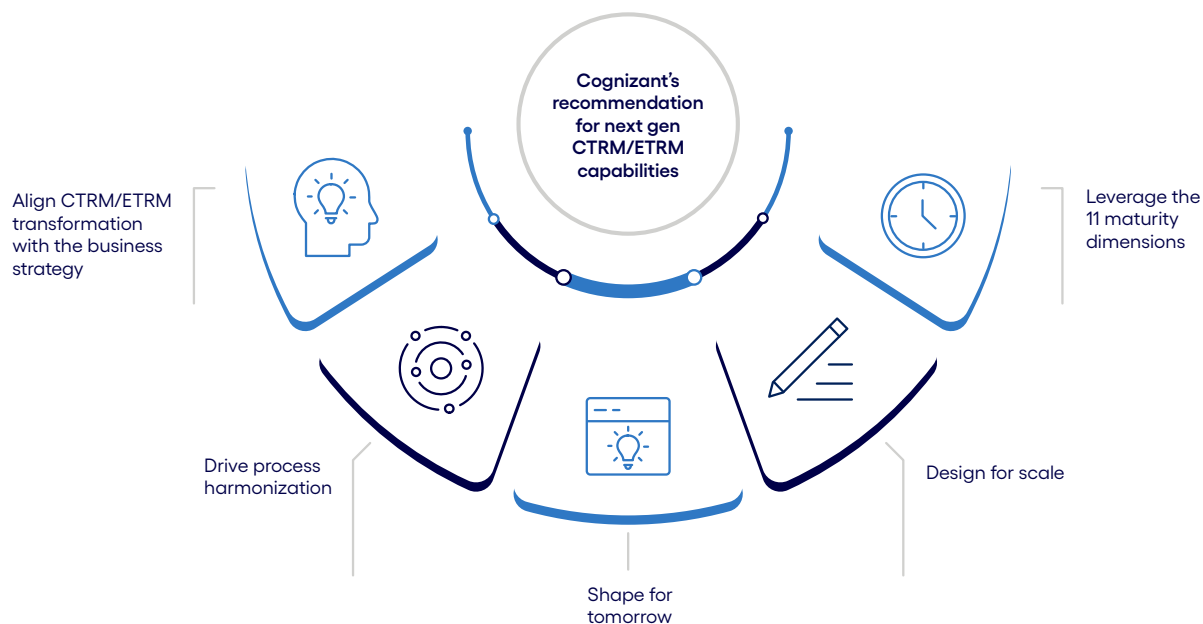 Cognizant’s
recommendation
for next gen
CTRM/ETRM
capabilities
Align CTRM/ETRM
transformation
with the business
strategy
Drive process
harmonization
Shape for
tomorrow
Design for scale
Leverage the
11 maturity
dimensions